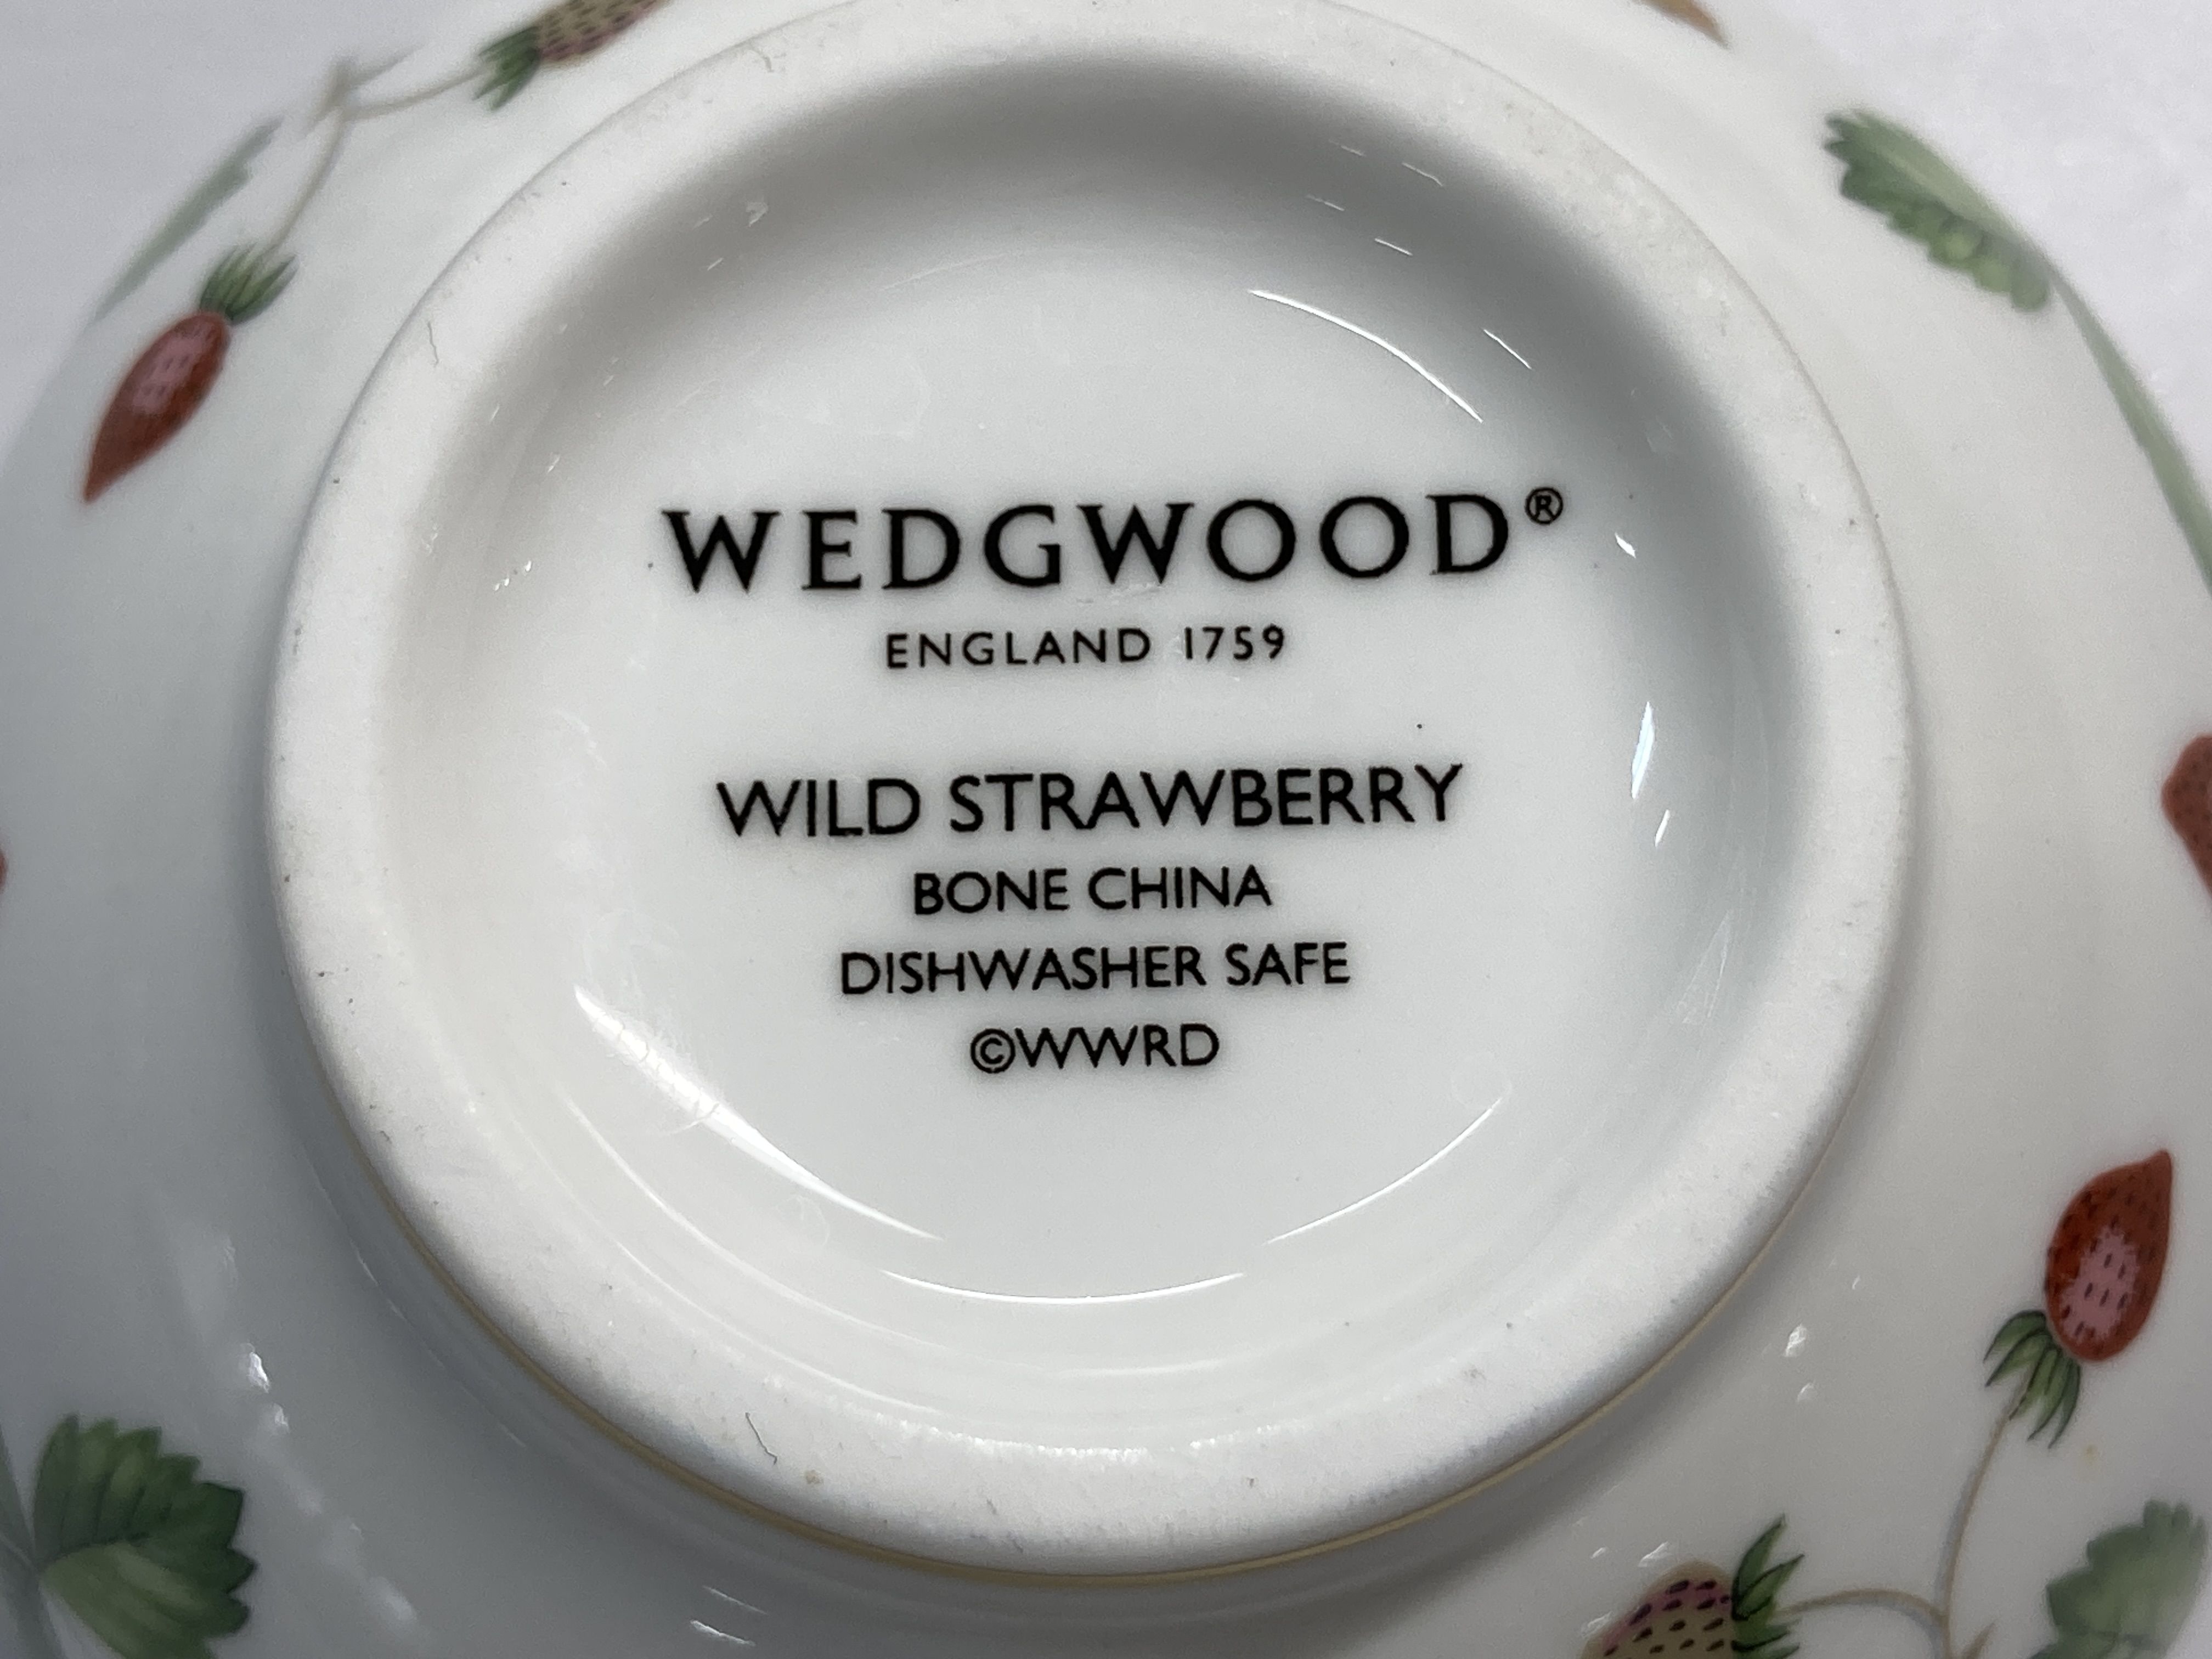 WEDGWOOD®
ENGLAND 1759
WILD STRAWBERRY
BONE CHINA
DISHWASHER SAFE
©WWRD